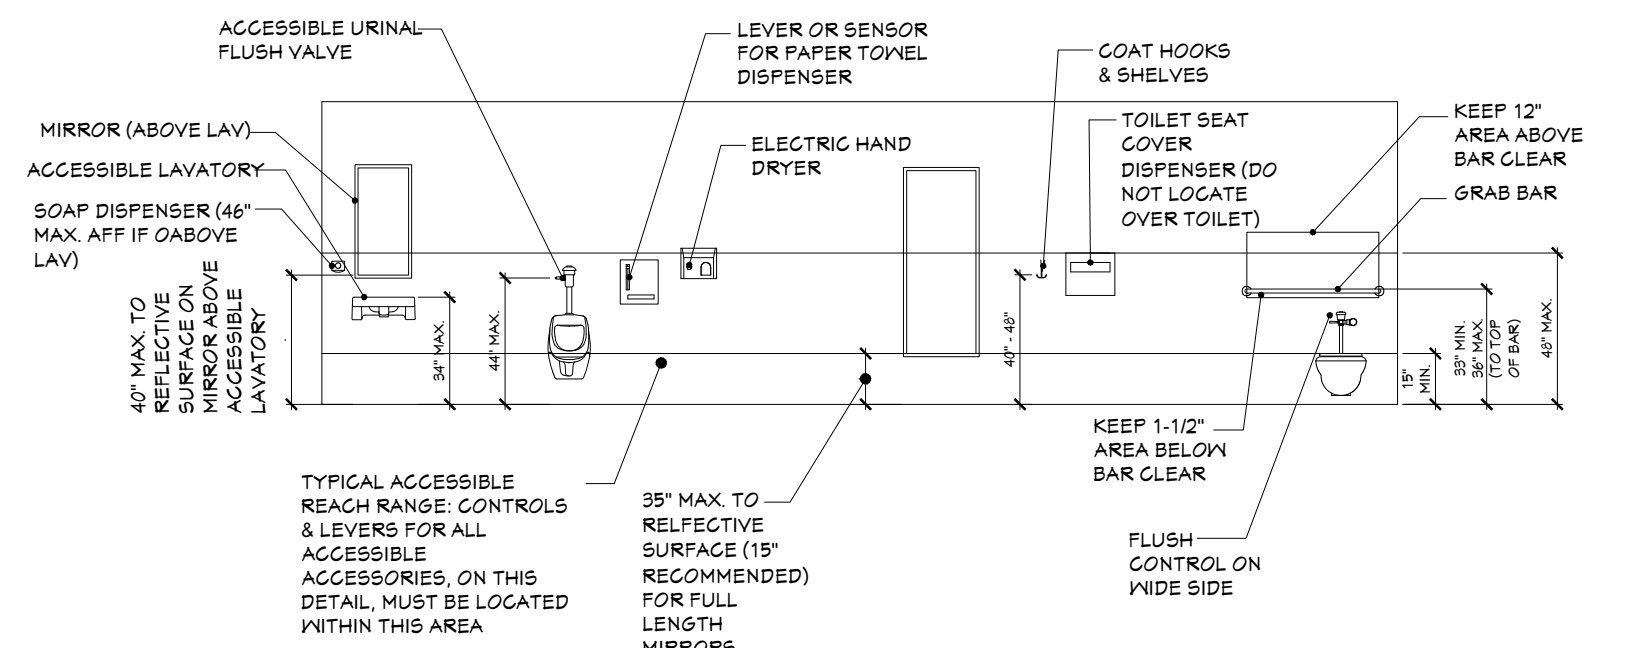 ACCESSIBLE URINAL
FLUSH VALVE
LEVER OR SENSOR
FOR PAPER TOWEL
DISPENSER
COAT HOOKS
& SHELVES
MIRROR (ABOVE LAV)
ACCESSIBLE LAVATORY
SOAP DISPENSER (46"
MAX. AFF IF OABOVE
LAV)
ELECTRIC HAND
DRYER
TOILET SEAT
COVER
DISPENSER (DO
NOT LOCATE
OVER TOILET)
KEEP 12"
AREA ABOVE
BAR CLEAR
GRAB BAR
40" MAX. TO
REFLECTIVE
SURFACE ON
MIRROR ABOVE
ACCESSIBLE
LAVATORY
34" MAX.
44" MAX.
40" - 48"
15"
MIN.
33" MIN.
36" MAX.
(TO TOP
OF BAR)
48" MAX.
KEEP 1-1/2"
AREA BELOW
BAR CLEAR
TYPICAL ACCESSIBLE
REACH RANGE: CONTROLS
& LEVERS FOR ALL
ACCESSIBLE
ACCESSORIES, ON THIS
DETAIL, MUST BE LOCATED
WITHIN THIS AREA
35" MAX. TO
RELFECTIVE
SURFACE (15"
RECOMMENDED)
FOR FULL
LENGTH
MIRRORS
FLUSH
CONTROL ON
WIDE SIDE